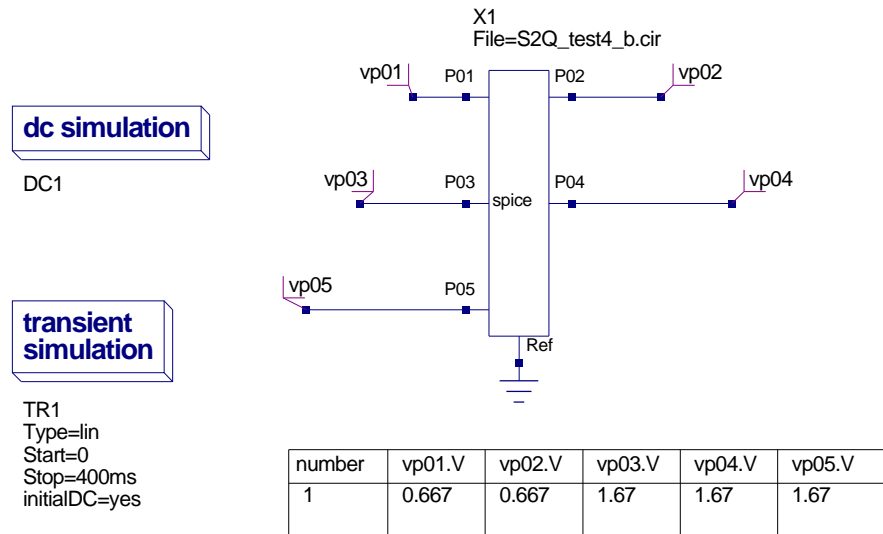 X1
File=S2Q_test4_b.cir
vp01
P01
P02
vp02
dc simulation
DC1
vp03
P03
P04
vp04
spice
vp05
P05
Ref
transient
simulation
TR1
Type=lin
Start=0
Stop=400ms
initialDC=yes
number vp01.V vp02.V vp03.V vp04.V vp05.V
1 0.667 0.667 1.67 1.67 1.67